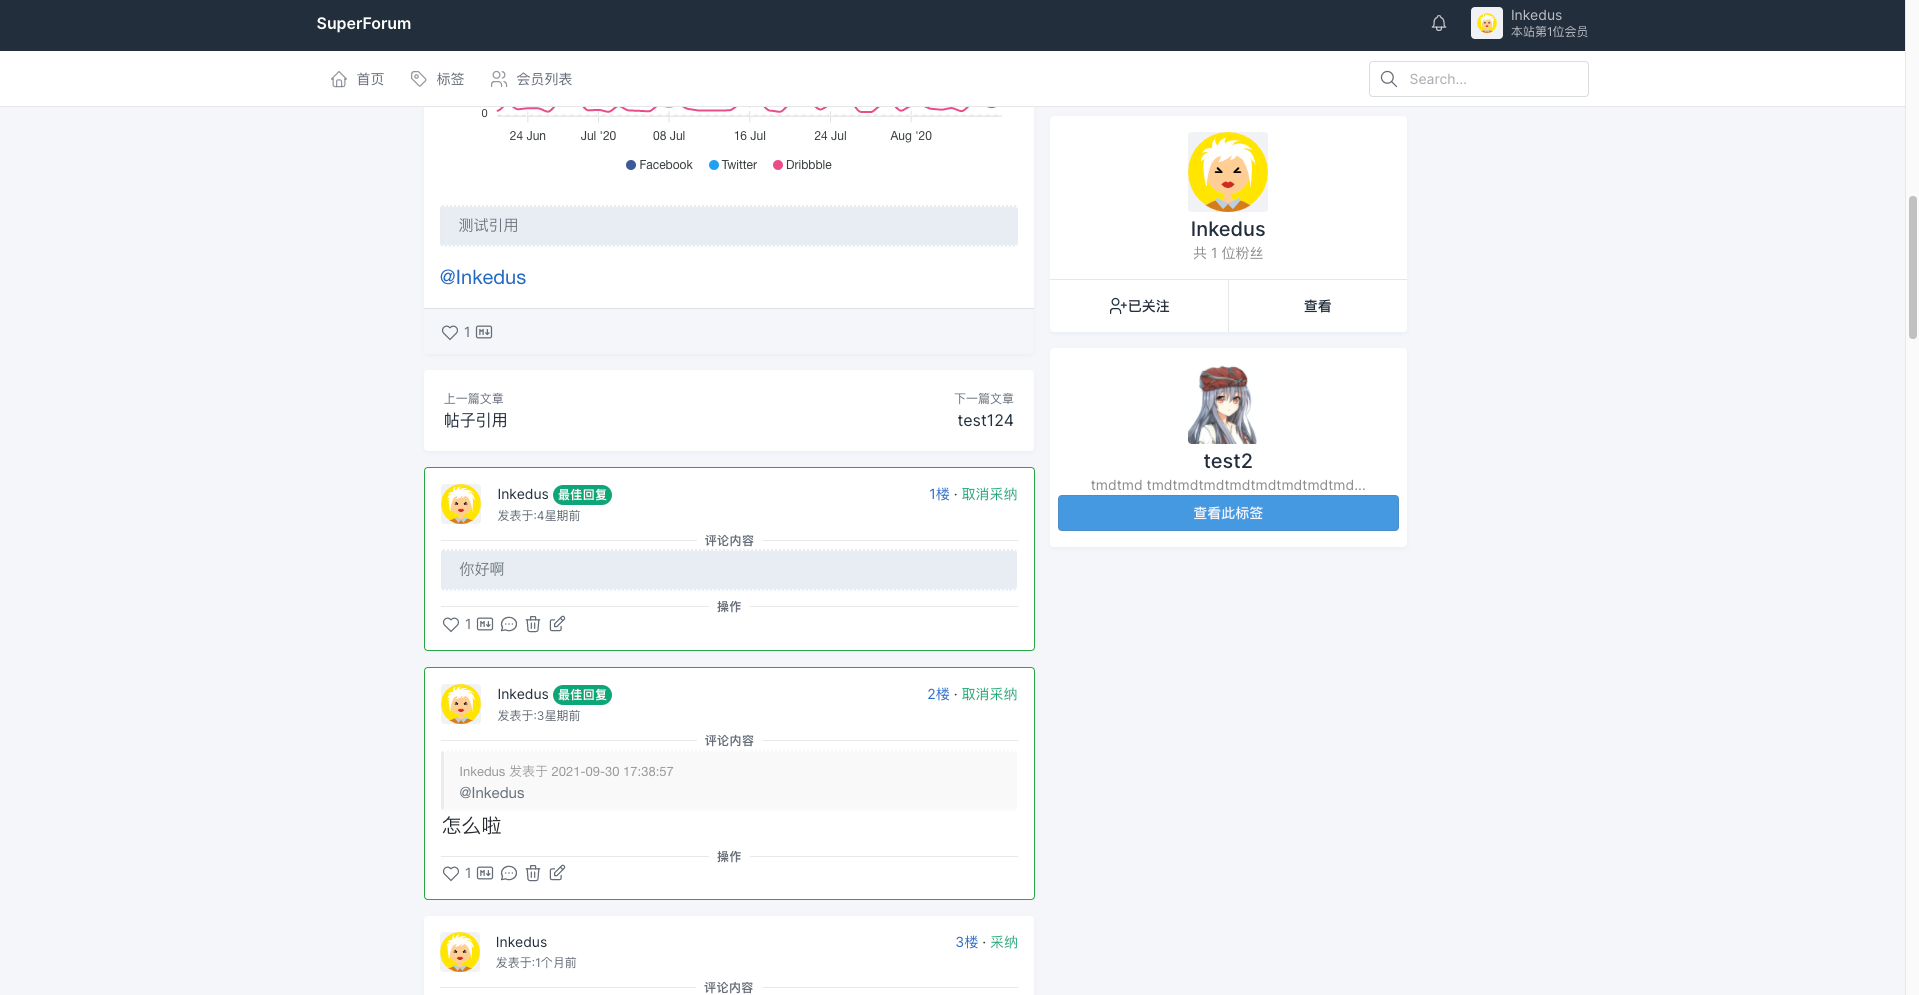 SuperForum
Inkedus
本站第1位会员
首页
标签
会员列表
Search...
0
24 Jun
Jul '20
08 Jul
16 Jul
24 Jul
Aug '20
Facebook
Twitter
Dribbble
测试引用
@Inkedus
1
上一篇文章
帖子引用
下一篇文章
test124
Inkedus 最佳回复
发表于:4星期前
1楼 · 取消采纳
评论内容
你好啊
操作
1
Inkedus 最佳回复
发表于:3星期前
2楼 · 取消采纳
评论内容
Inkedus 发表于 2021-09-30 17:38:57
@Inkedus
怎么啦
操作
1
Inkedus
发表于:1个月前
3楼 · 采纳
评论内容
Inkedus
共 1 位粉丝
已关注
查看
test2
tmdtmd tmdtmdtmdtmdtmdtmdtmdtmd...
查看此标签